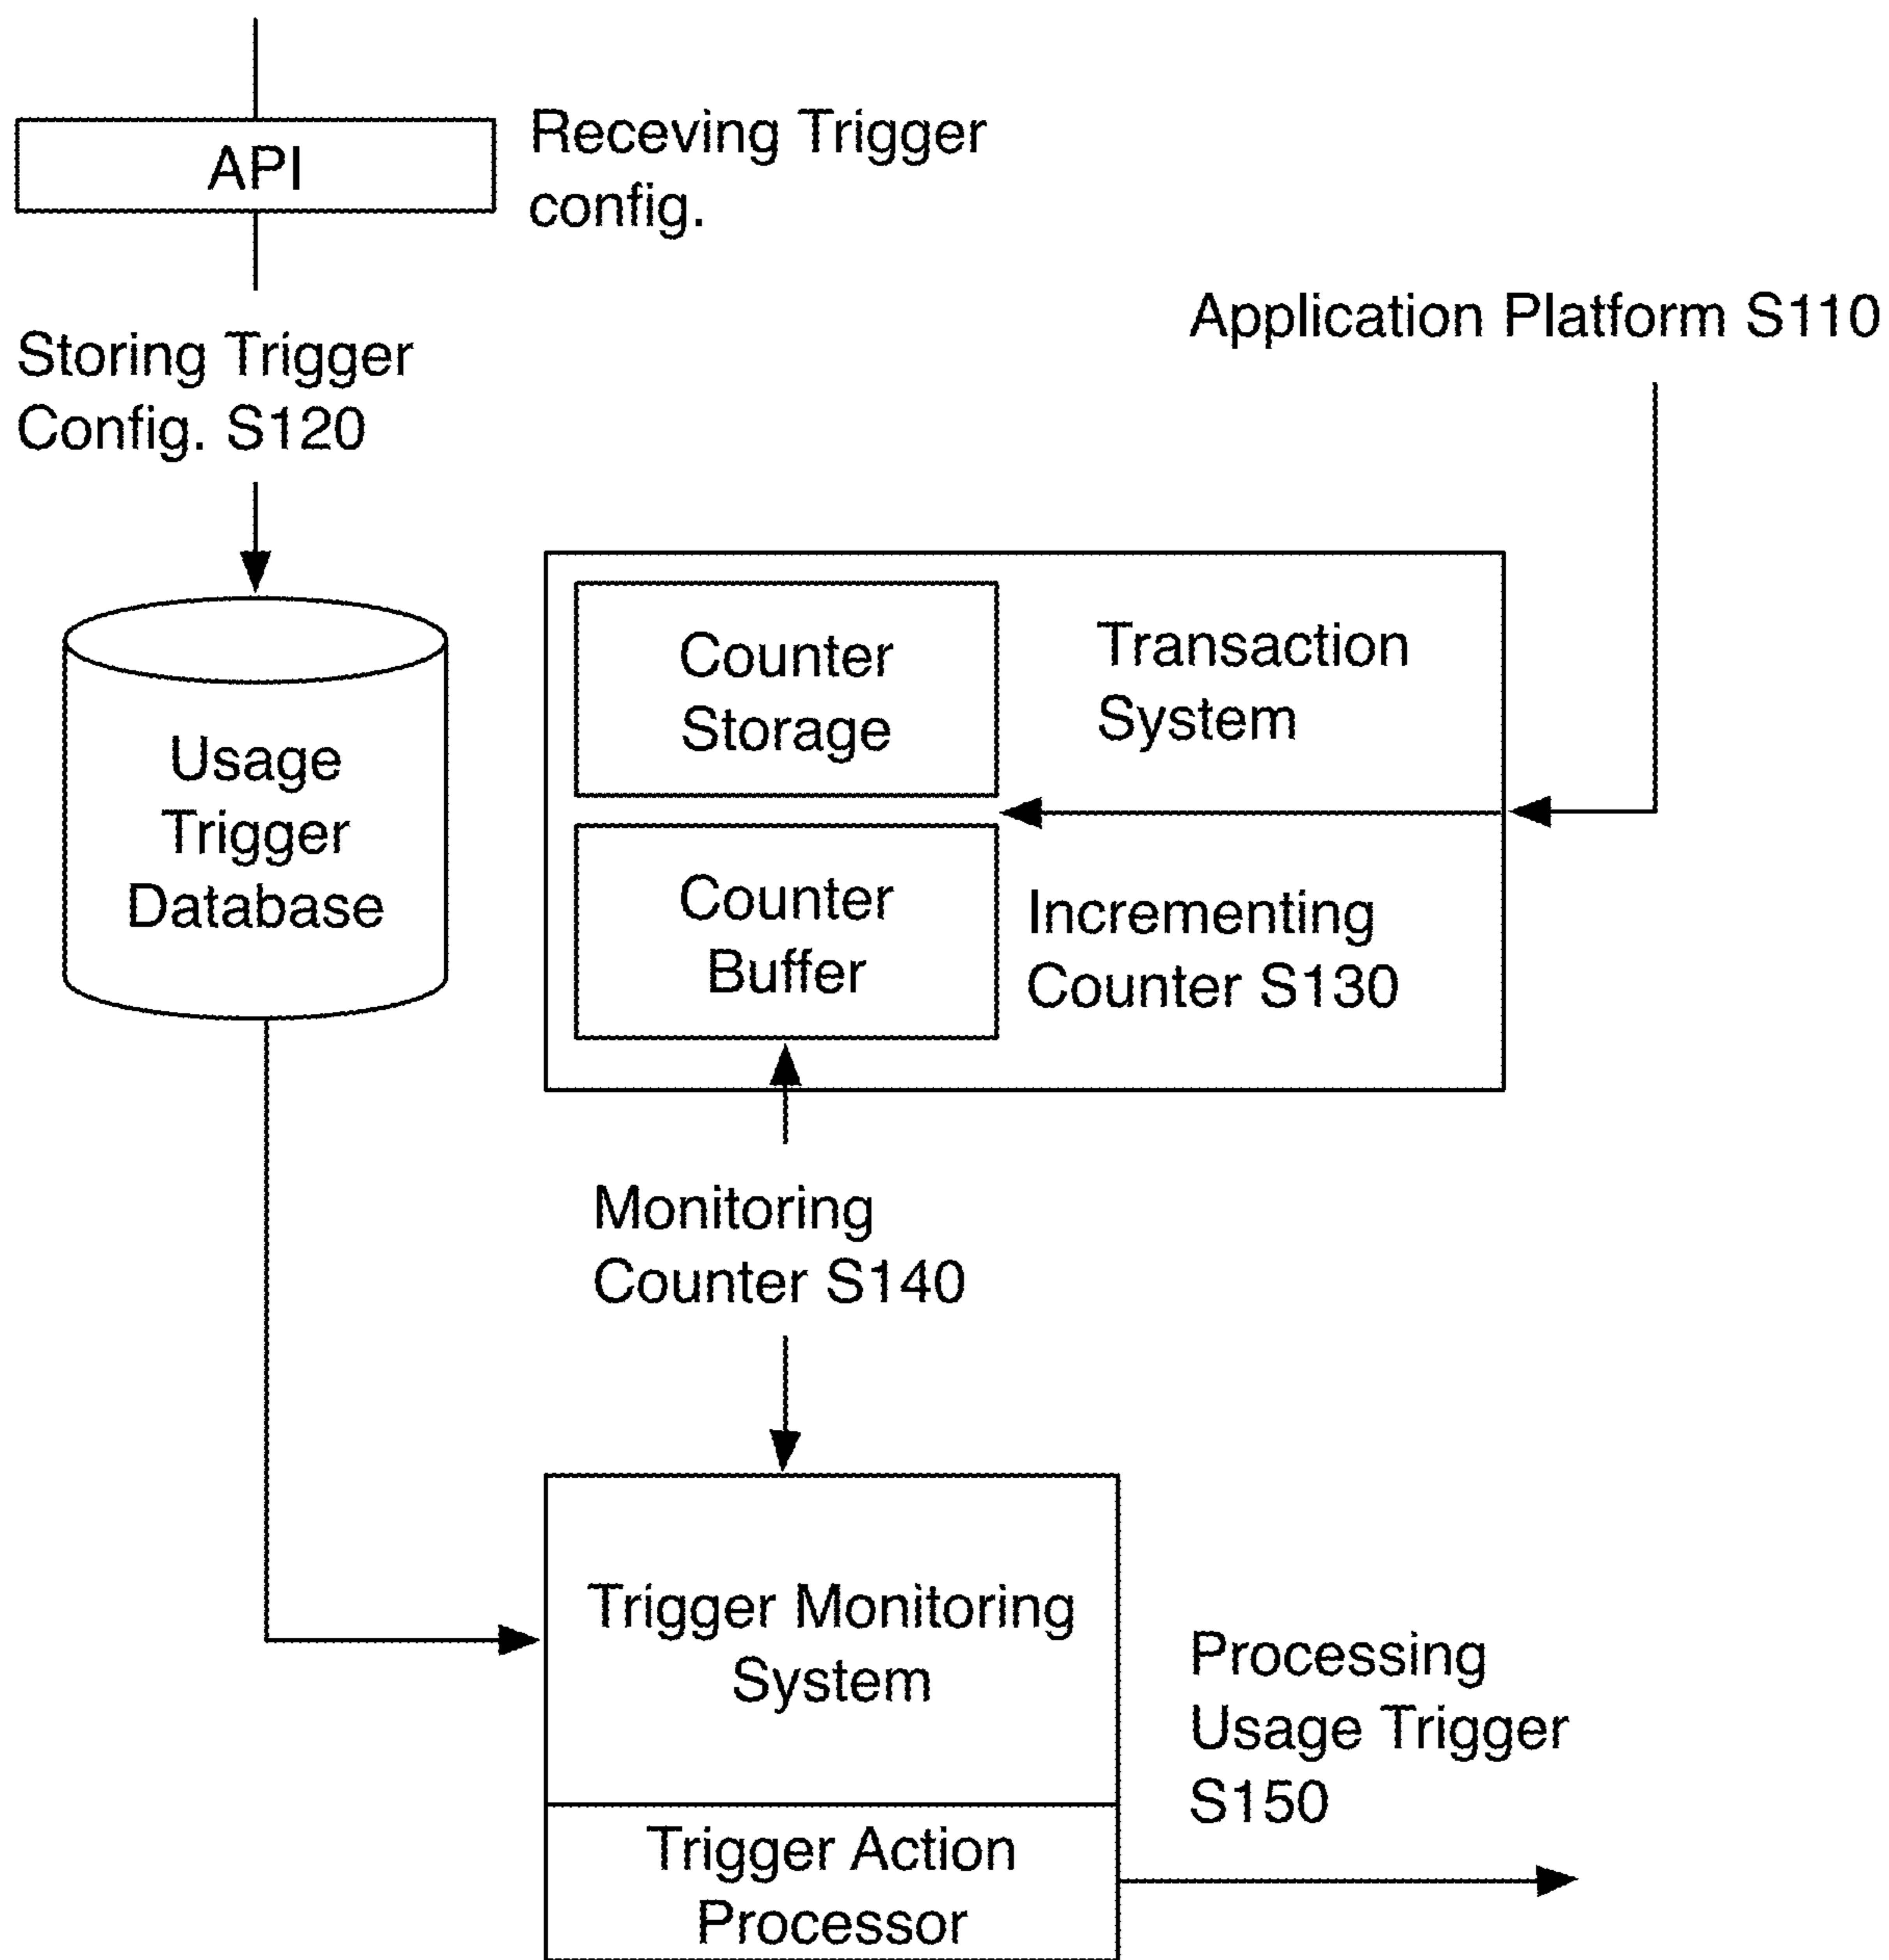 API
Receving Trigger
config.
Application Platform S110
Storing Trigger
Config. S120
Usage
Trigger
Database
Counter
Storage
Transaction
System
Counter
Buffer
Incrementing
Counter S130
Monitoring
Counter S140
Trigger Monitoring
System
Processing
Usage Trigger
S150
Trigger Action
Processor